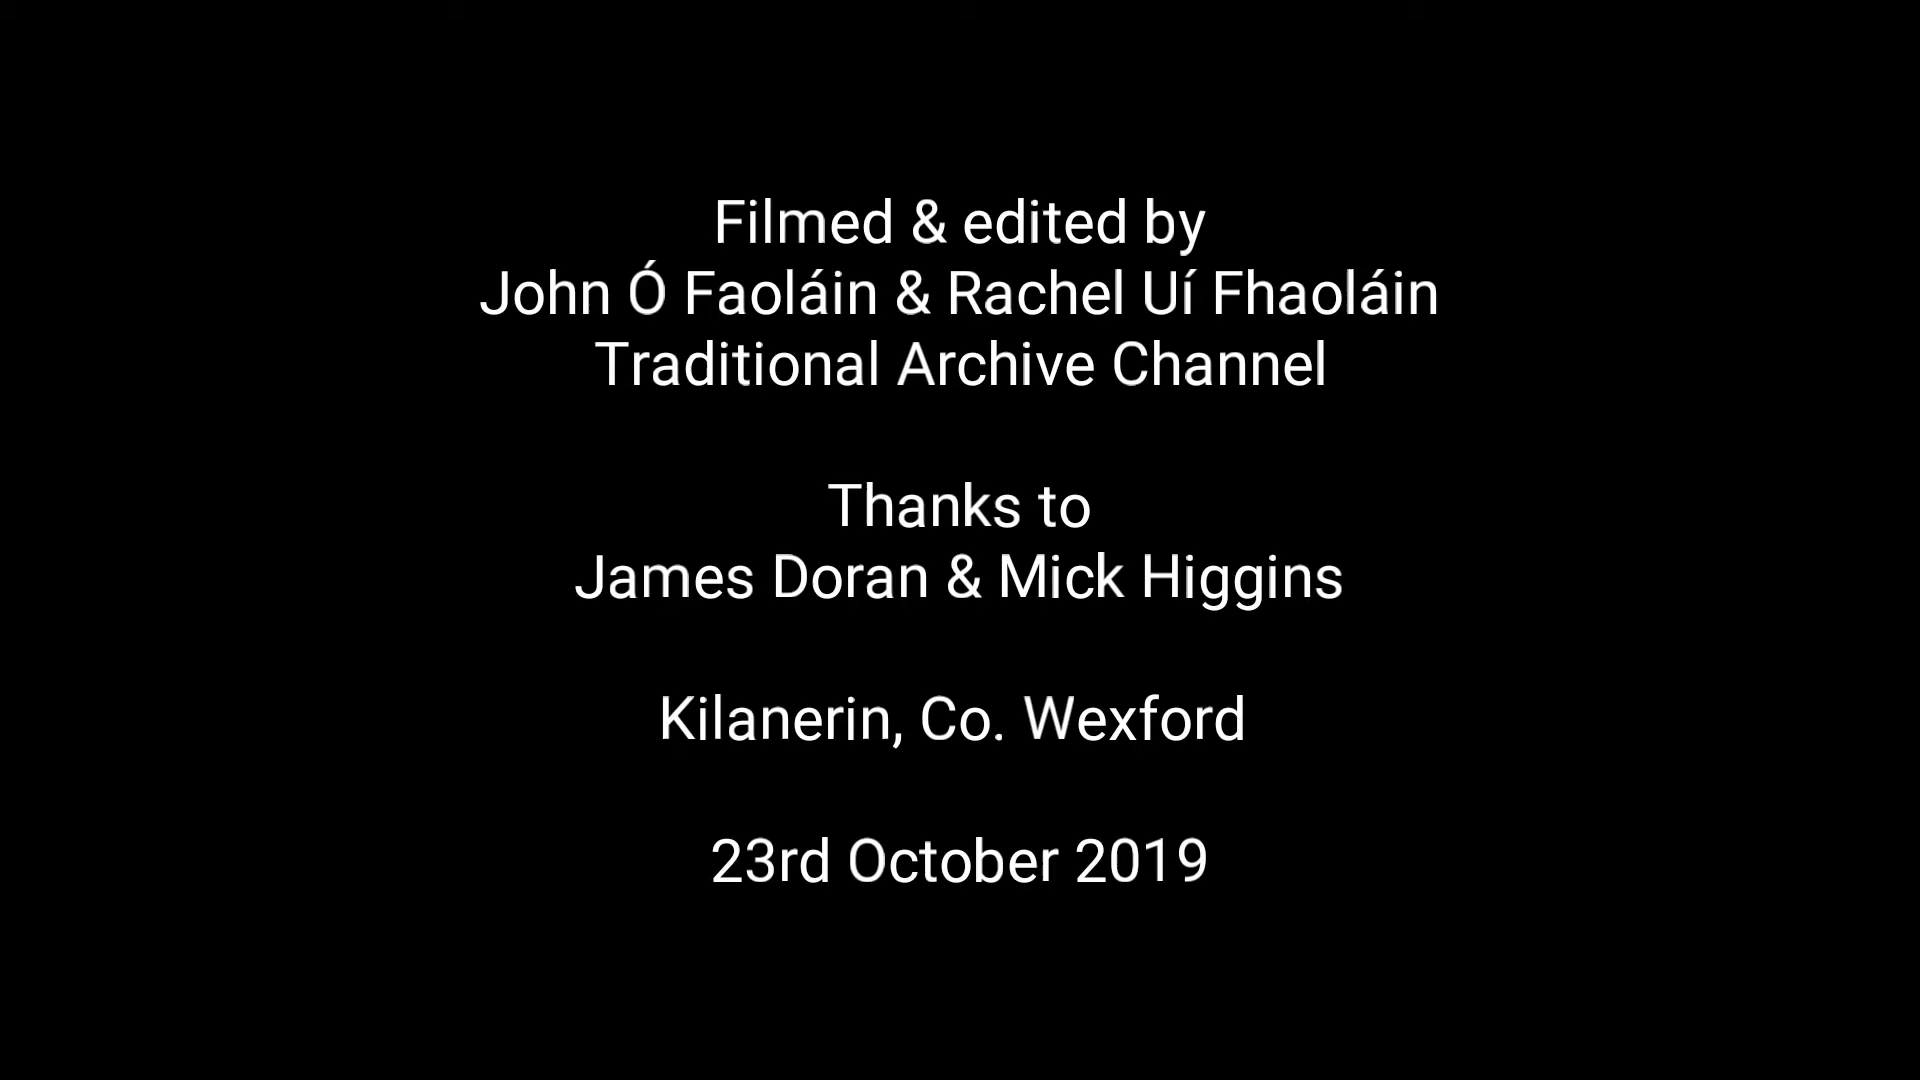 Filmed & edited by
John Ó Faoláin & Rachel Uí Fhaoláin
Traditional Archive Channel
Thanks to
James Doran & Mick Higgins
Kilanerin, Co. Wexford
23rd October 2019